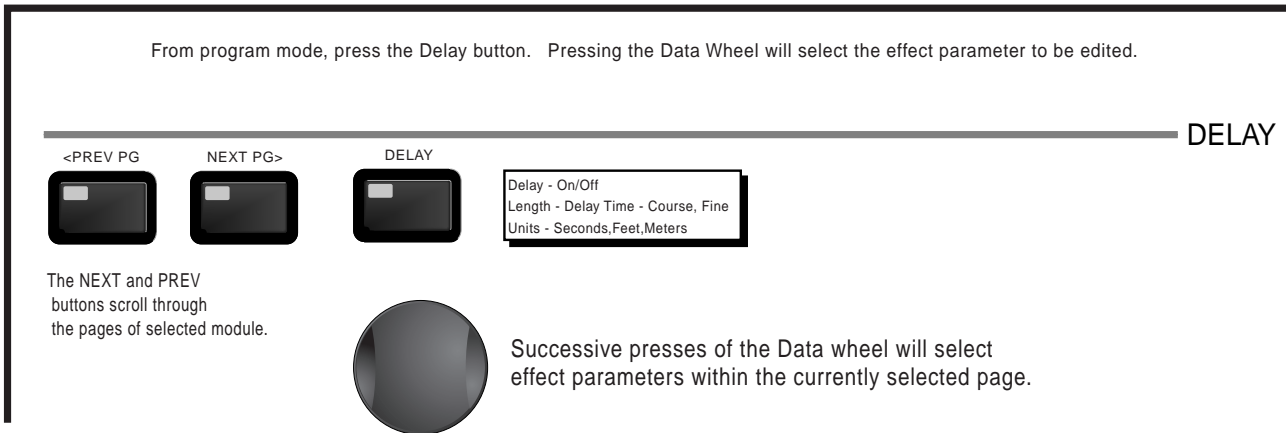 From program mode, press the Delay button. Pressing the Data Wheel will select the effect parameter to be edited.
DELAY
<PREV PG
NEXT PG>
DELAY
Delay - On/Off
Length - Delay Time - Course, Fine
Units - Seconds,Feet,Meters
The NEXT and PREV
buttons scroll through
the pages of selected module.
Successive presses of the Data wheel will select
effect parameters within the currently selected page.